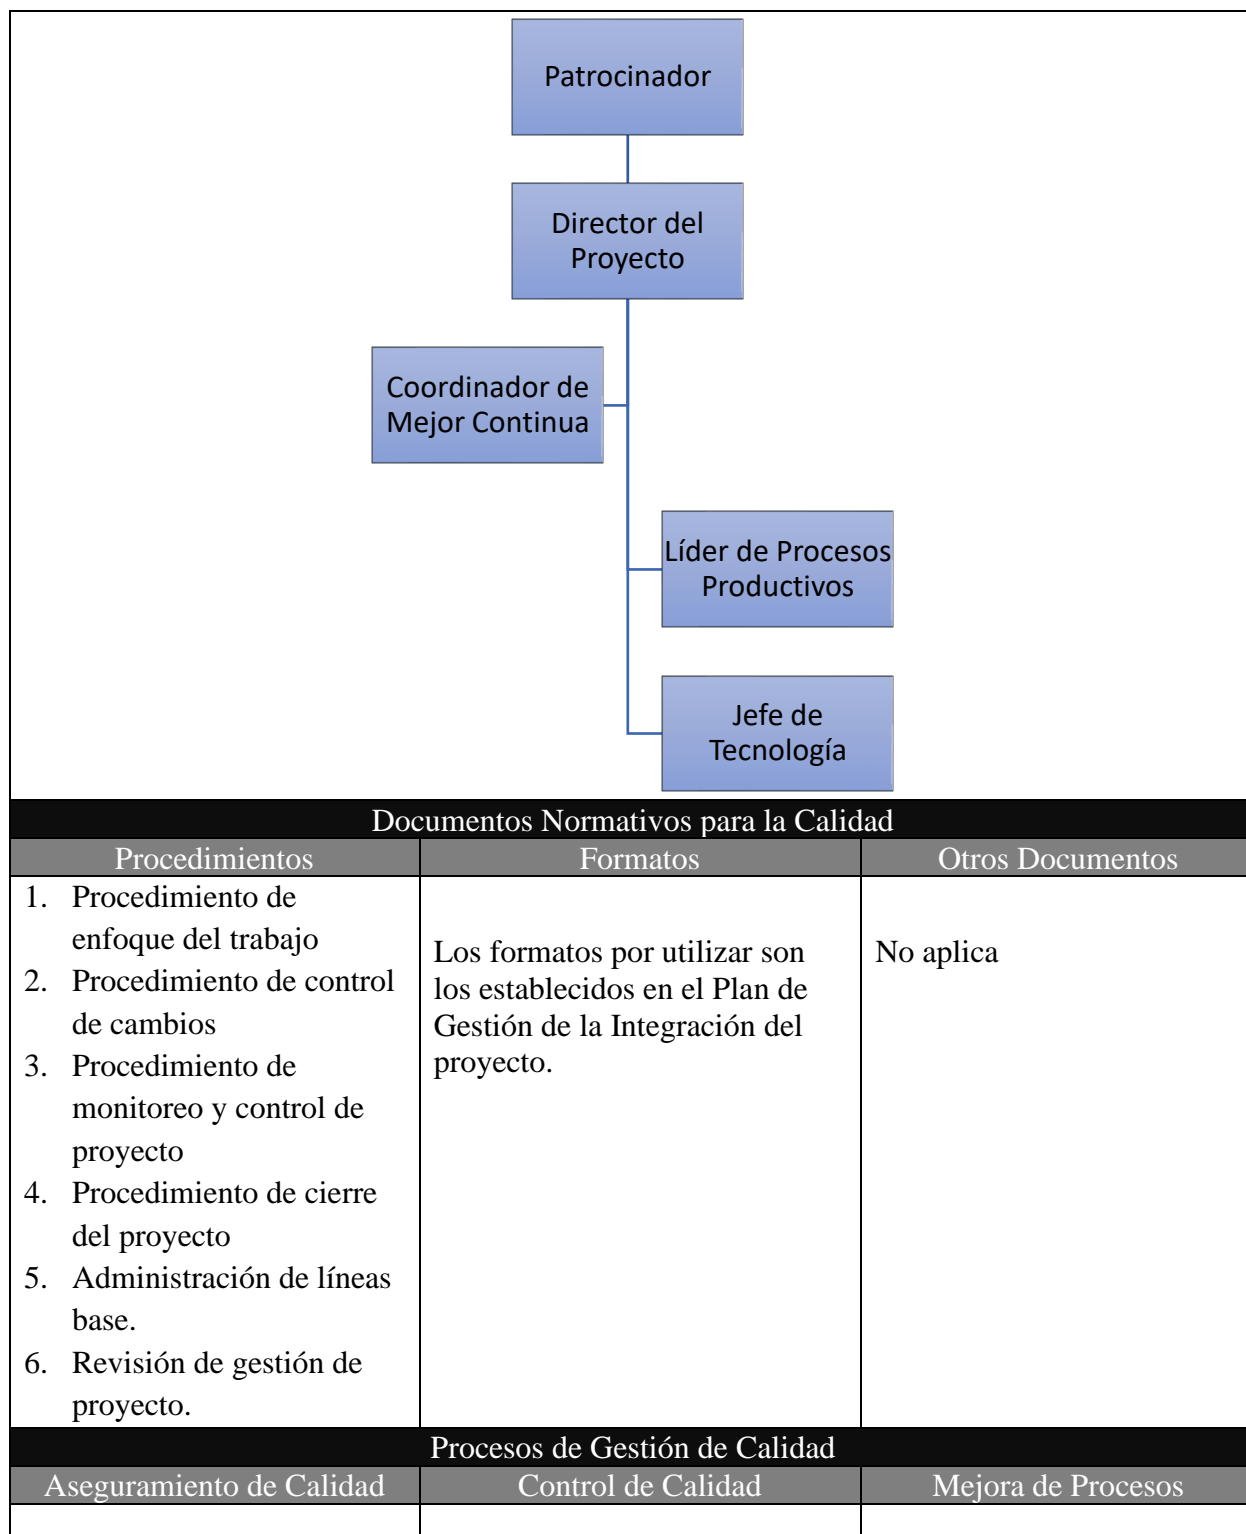 Patrocinador
Director del
Proyecto
Coordinador de
Mejor Continua
Líder de Procesos
Productivos
Jefe de
Tecnología
Documentos Normativos para la Calidad
Procedimientos
Formatos
Otros Documentos
1. Procedimiento de
enfoque del trabajo
2. Procedimiento de control
de cambios
3. Procedimiento de
monitoreo y control de
proyecto
4. Procedimiento de cierre
del proyecto
5. Administración de líneas
base.
6. Revisión de gestión de
proyecto.
Los formatos por utilizar son
los establecidos en el Plan de
Gestión de la Integración del
proyecto.
No aplica
Procesos de Gestión de Calidad
Aseguramiento de Calidad
Control de Calidad
Mejora de Procesos